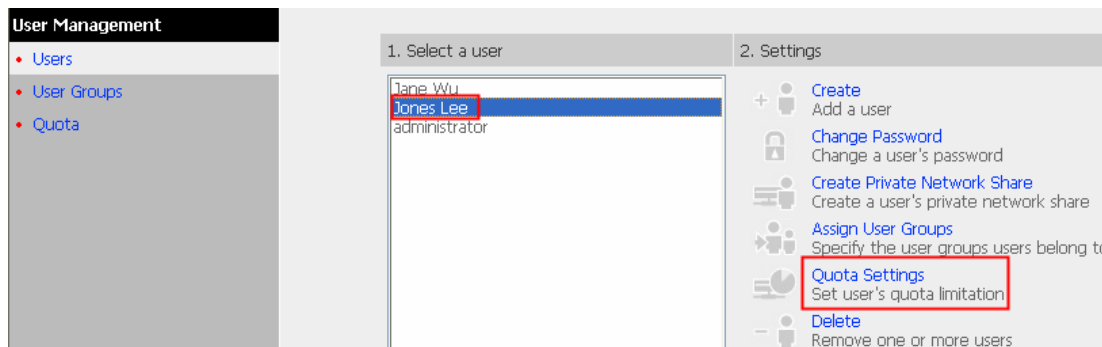 User Management
• Users
• User Groups
• Quota
1. Select a user
Jane Wu
Jones Lee
administrator
2. Settings
Create
Add a user
Change Password
Change a user's password
Create Private Network Share
Create a user's private network share
Assign User Groups
Specify the user groups users belong to
Quota Settings
Set user's quota limitation
Delete
Remove one or more users